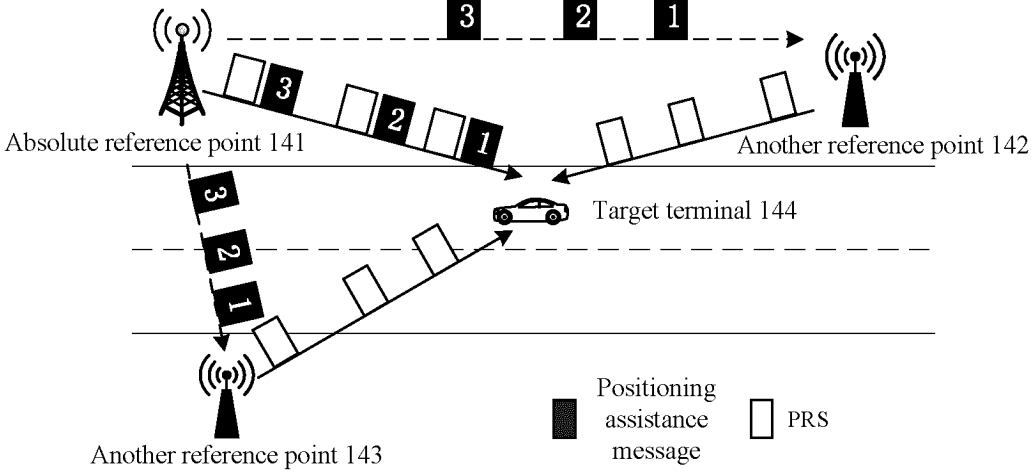 3 2 1
3 2 1
Absolute reference point 141
Another reference point 142
3
2
1
Target terminal 144
Another reference point 143
Positioning
assistance
message
PRS